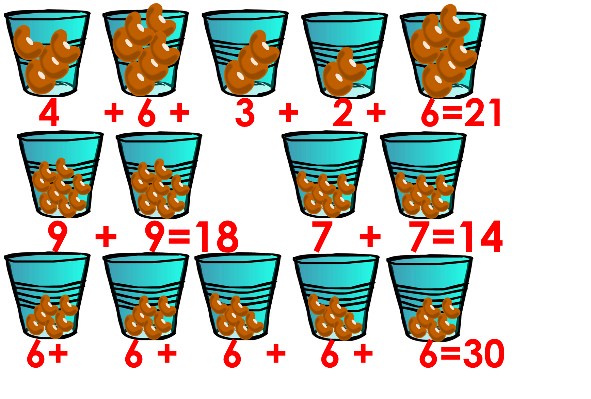 4 + 6 + 3 + 2 + 6=21
9 + 9=18 7 + 7=14
6+ 6 + 6 + 6 + 6=30